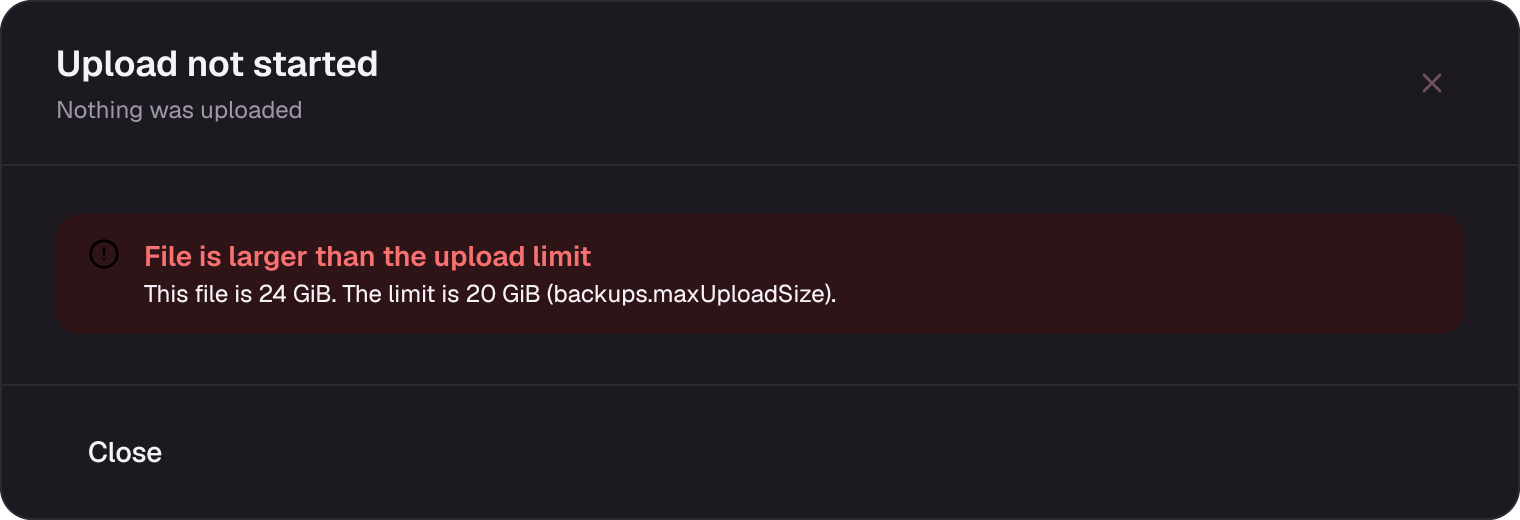 Upload not started
Nothing was uploaded
File is larger than the upload limit
This file is 24 GiB. The limit is 20 GiB (backups.maxUploadSize).
Close